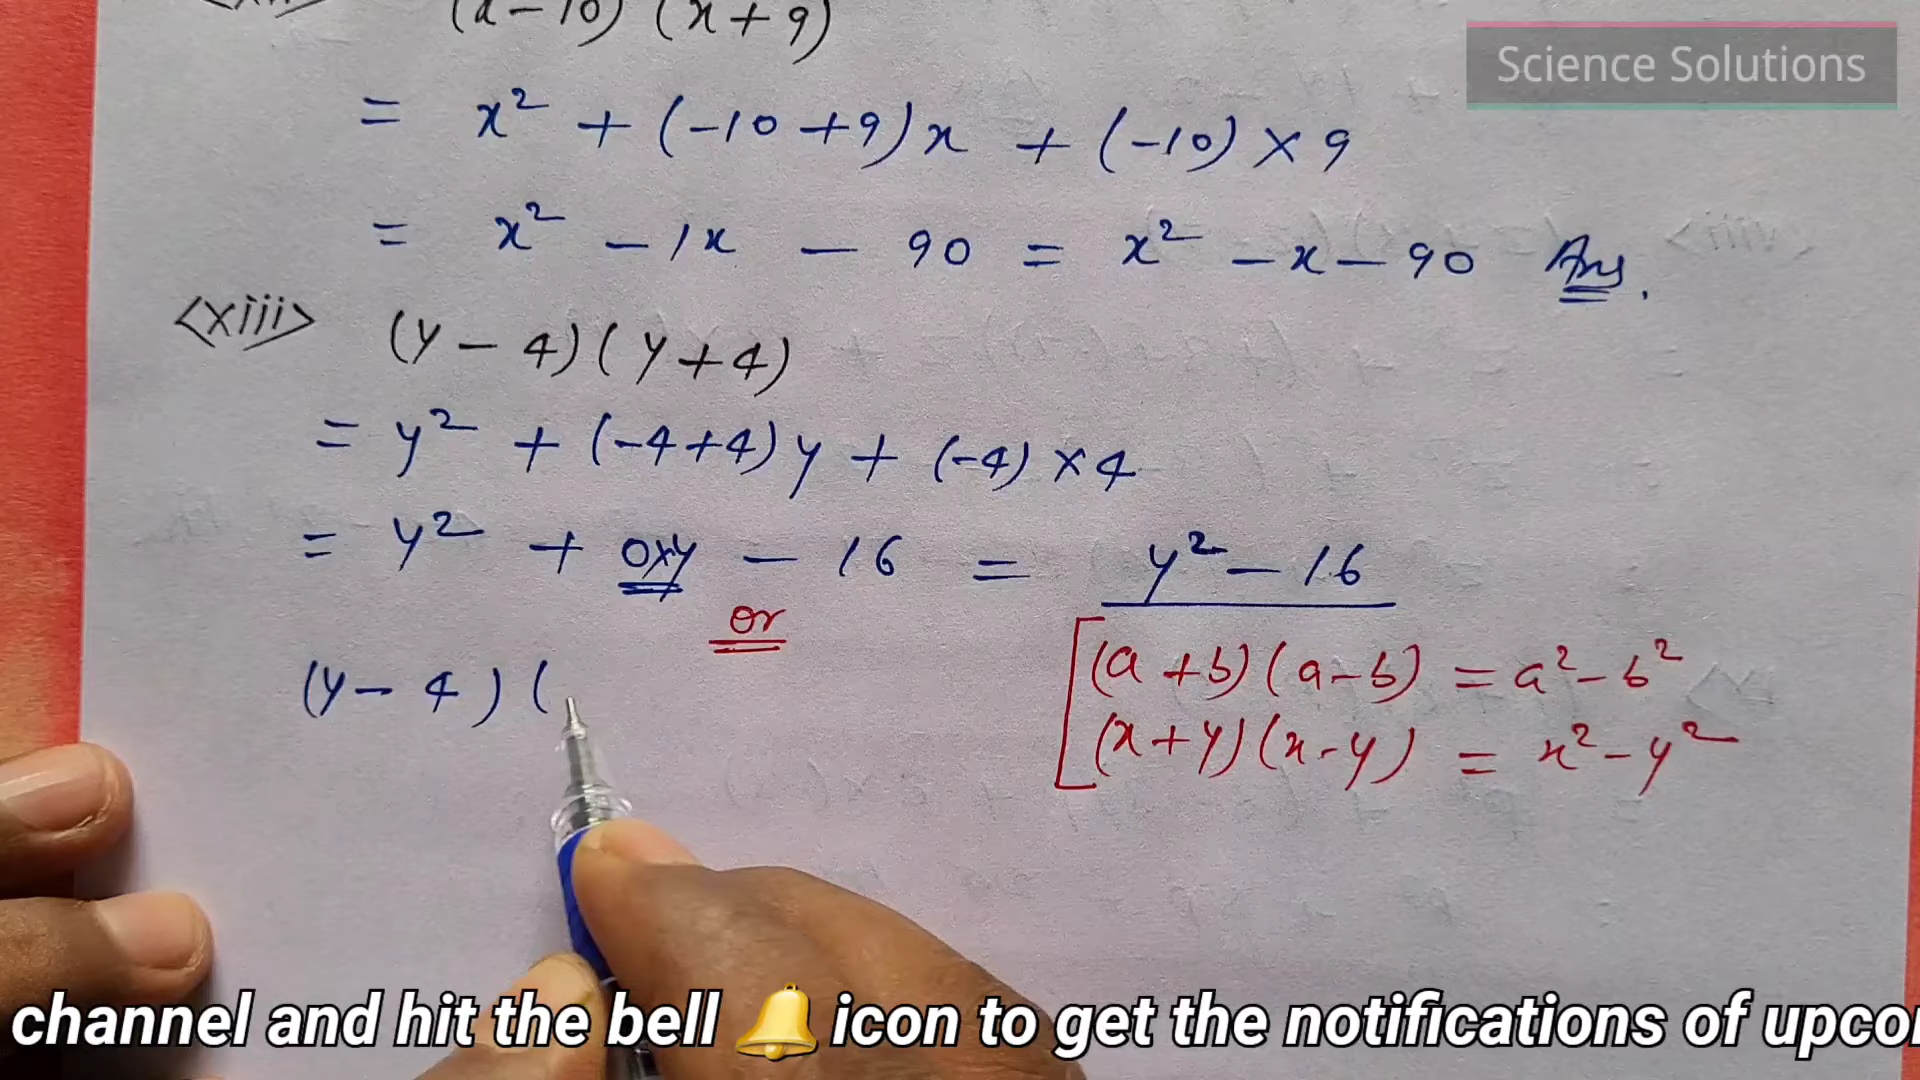 (x-10) (x+9)
Science Solutions
= x² + (-10+9)x + (-10) × 9
= x² - 1x - 90 = x² - x - 90 Ans.
<xiii> (y-4)(y+4)
= y² + (-4+4)y + (-4) × 4
= y² + 0xy - 16 = y² - 16
or
[(a+b)(a-b) = a² - b²
(y-4)(
(x+y)(x-y) = x² - y²
channel and hit the bell 🔔 icon to get the notifications of upco